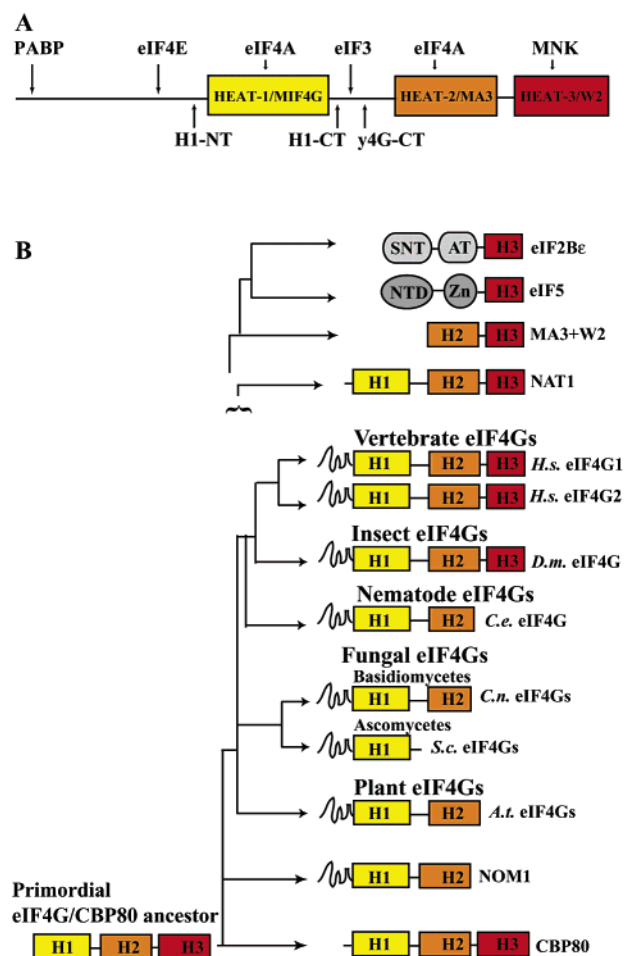 A
PABP eIF4E eIF4A eIF3 eIF4A MNK
HEAT-1/MIF4G HEAT-2/MA3 HEAT-3/W2
H1-NT H1-CT y4G-CT
B
SNT AT H3 eIF2Bε
NTD Zn H3 eIF5
H2 H3 MA3+W2
H1 H2 H3 NAT1
Vertebrate eIF4Gs
H1 H2 H3 H.s. eIF4G1
H1 H2 H3 H.s. eIF4G2
Insect eIF4Gs
H1 H2 H3 D.m. eIF4G
Nematode eIF4Gs
H1 H2 C.e. eIF4G
Fungal eIF4Gs
Basidiomycetes
H1 H2 C.n. eIF4Gs
Ascomycetes
H1 S.c. eIF4Gs
Plant eIF4Gs
H1 H2 A.t. eIF4Gs
H1 H2 NOM1
Primordial
eIF4G/CBP80 ancestor
H1 H2 H3
H1 H2 H3 CBP80